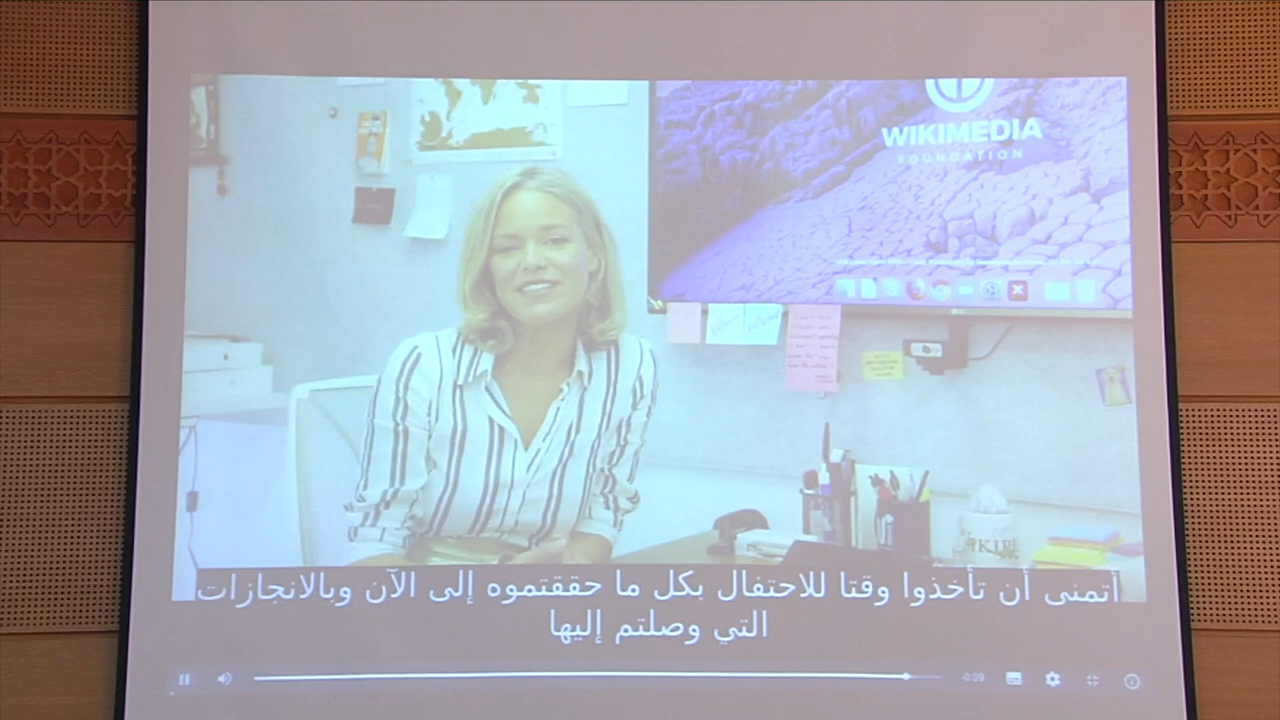 WIKIMEDIA
FOUNDATION
أتمنى أن تأخذوا وقتا للاحتفال بكل ما حققتموه إلى الآن وبالانجازات
التي وصلتم إليها
-0:09